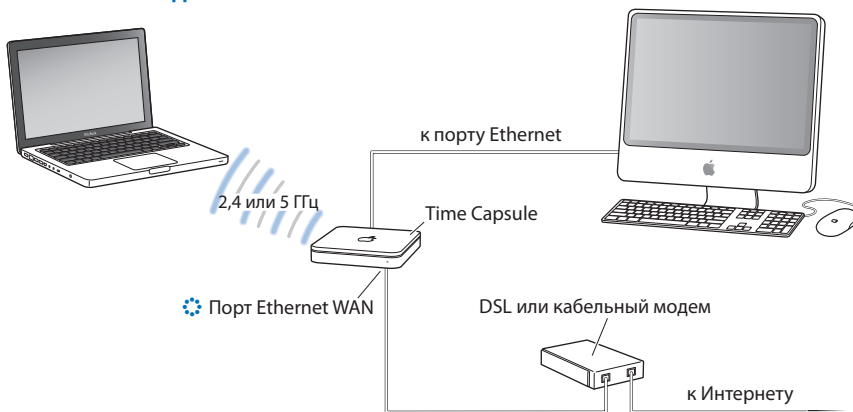 к порту Ethernet
2,4 или 5 ГГц
Time Capsule
Порт Ethernet WAN
DSL или кабельный модем
к Интернету